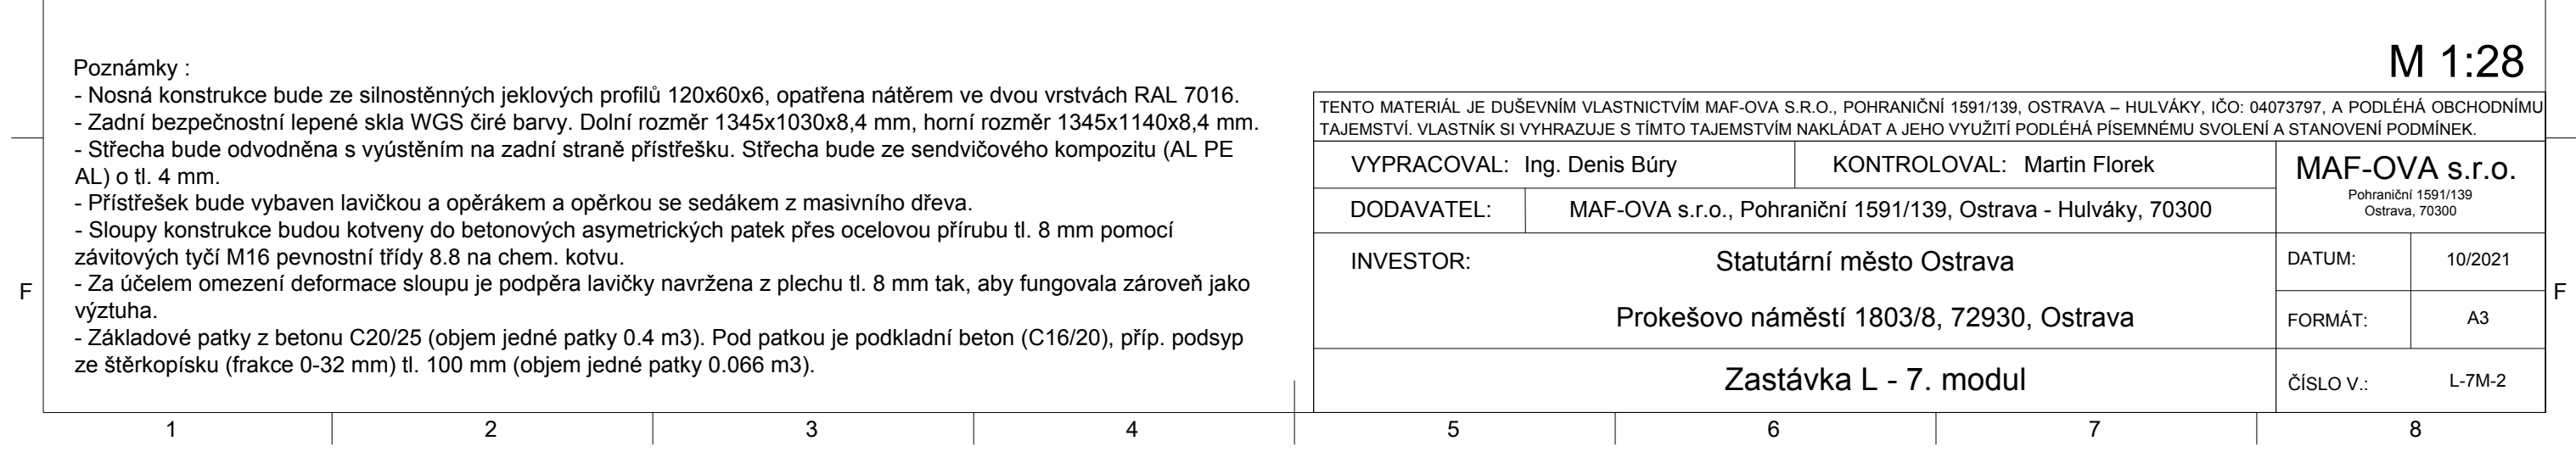 Poznámky :
- Nosná konstrukce bude ze silnostěnných jeklových profilů 120x60x6, opatřena nátěrem ve dvou vrstvách RAL 7016.
- Zadní bezpečnostní lepené skla WGS čiré barvy. Dolní rozměr 1345x1030x8,4 mm, horní rozměr 1345x1140x8,4 mm.
- Střecha bude odvodněna s vyústěním na zadní straně přístřešku. Střecha bude ze sendvičového kompozitu (AL PE
AL) o tl. 4 mm.
- Přístřešek bude vybaven lavičkou a opěrákem a opěrkou se sedákem z masivního dřeva.
- Sloupy konstrukce budou kotveny do betonových asymetrických patek přes ocelovou přírubu tl. 8 mm pomocí
závitových tyčí M16 pevnostní třídy 8.8 na chem. kotvu.
- Za účelem omezení deformace sloupu je podpěra lavičky navržena z plechu tl. 8 mm tak, aby fungovala zároveň jako
výztuha.
- Základové patky z betonu C20/25 (objem jedné patky 0.4 m3). Pod patkou je podkladní beton (C16/20), příp. podsyp
ze štěrkopísku (frakce 0-32 mm) tl. 100 mm (objem jedné patky 0.066 m3).
M 1:28
TENTO MATERIÁL JE DUŠEVNÍM VLASTNICTVÍM MAF-OVA S.R.O., POHRANIČNÍ 1591/139, OSTRAVA – HULVÁKY, IČO: 04073797, A PODLÉHÁ OBCHODNÍMU
TAJEMSTVÍ. VLASTNÍK SI VYHRAZUJE S TÍMTO TAJEMSTVÍM NAKLÁDAT A JEHO VYUŽITÍ PODLÉHÁ PÍSEMNÉMU SVOLENÍ A STANOVENÍ PODMÍNEK.
VYPRACOVAL: Ing. Denis Búry
KONTROLOVAL: Martin Florek
MAF-OVA s.r.o.
Pohraniční 1591/139
Ostrava, 70300
DODAVATEL: MAF-OVA s.r.o., Pohraniční 1591/139, Ostrava - Hulváky, 70300
INVESTOR: Statutární město Ostrava
Prokešovo náměstí 1803/8, 72930, Ostrava
DATUM: 10/2021
FORMÁT: A3
Zastávka L - 7. modul
ČÍSLO V.: L-7M-2
F
F
1 2 3 4 5 6 7 8